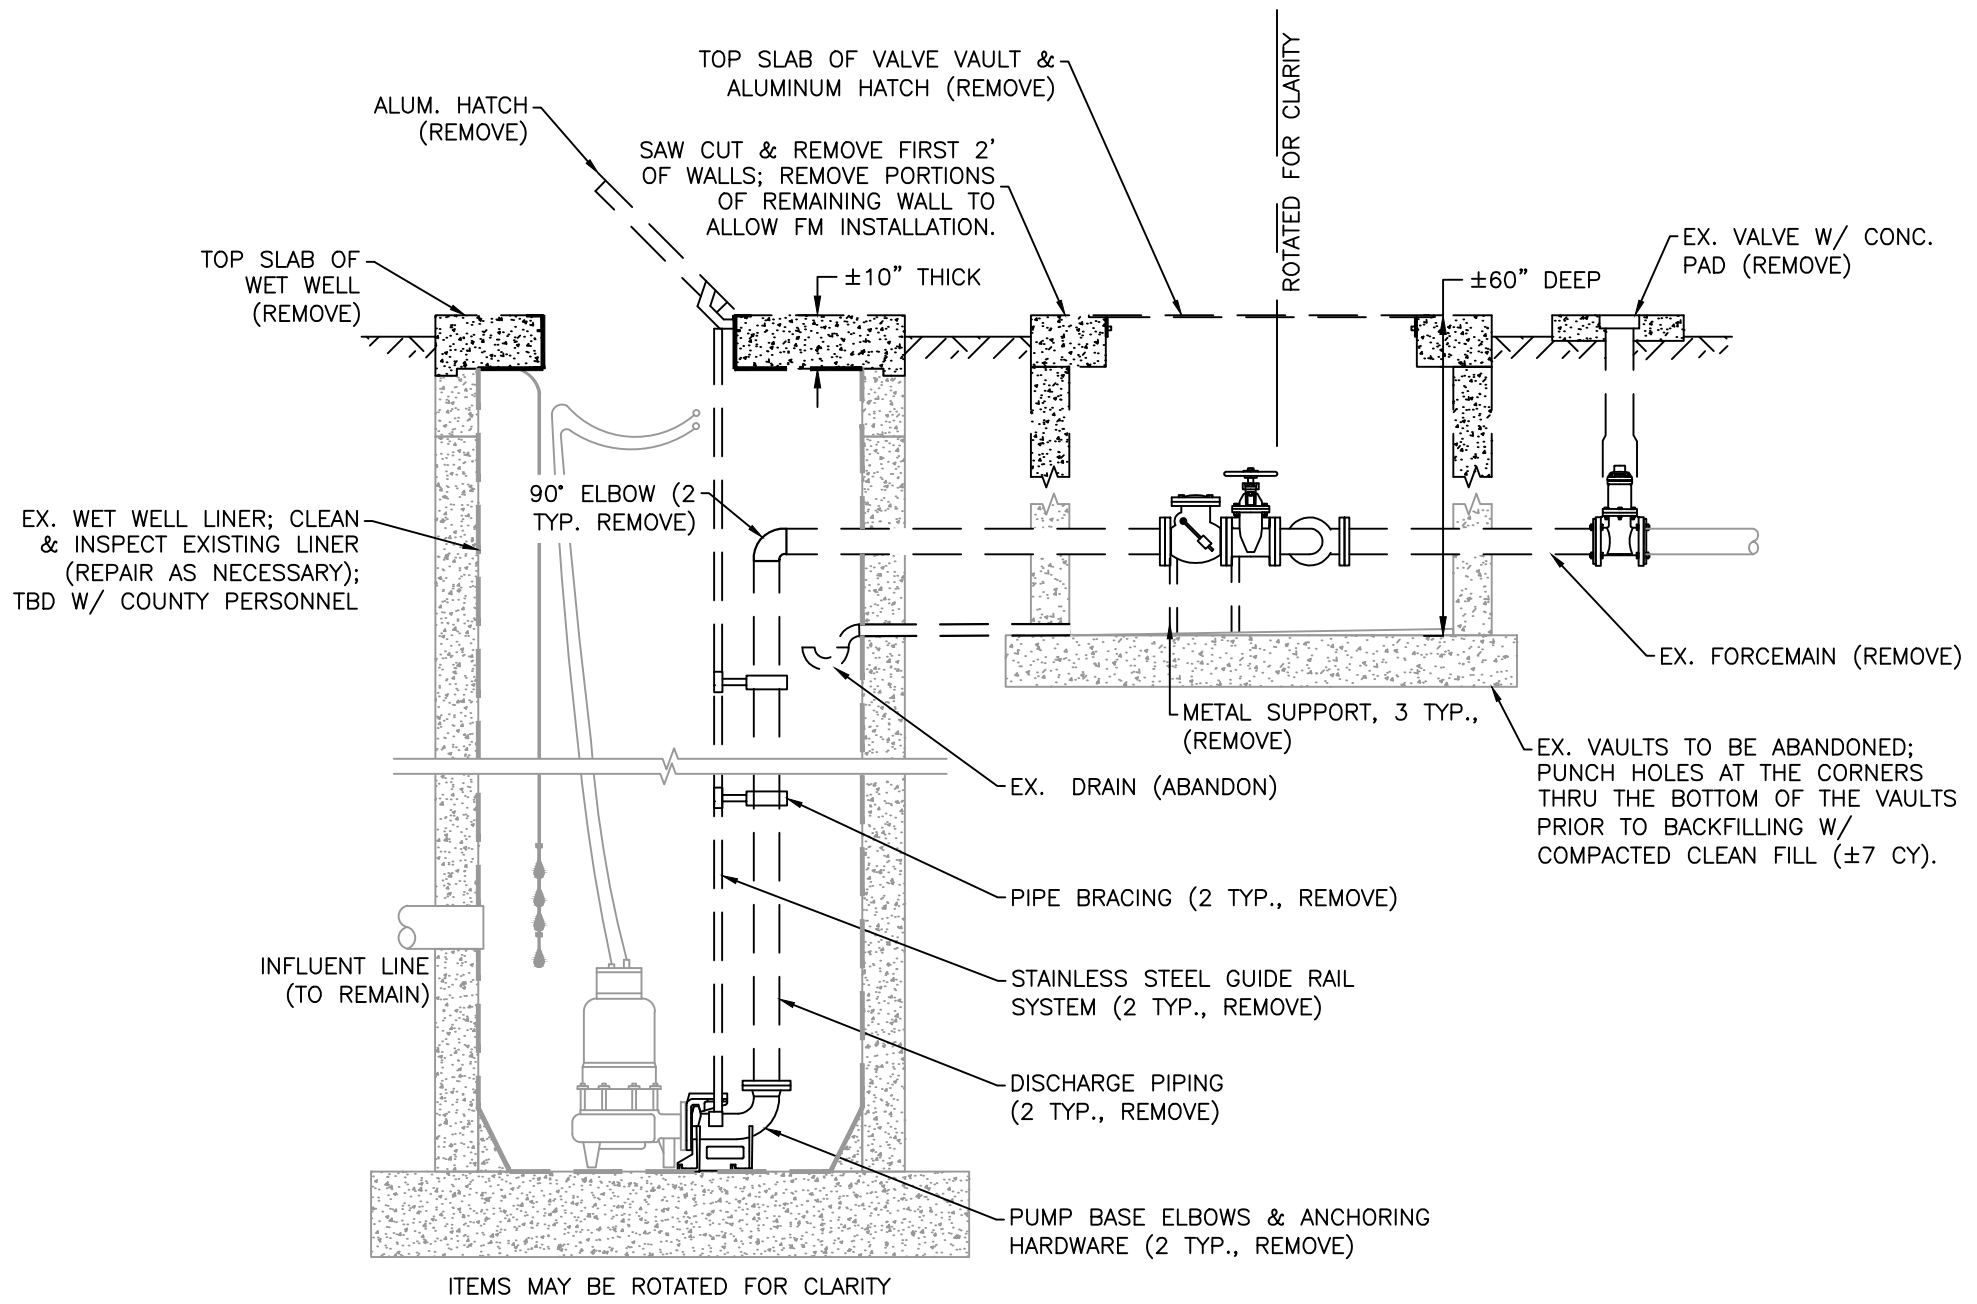 TOP SLAB OF VALVE VAULT &
ALUMINUM HATCH (REMOVE)
ROTATED FOR CLARITY
ALUM. HATCH
(REMOVE)
SAW CUT & REMOVE FIRST 2'
OF WALLS; REMOVE PORTIONS
OF REMAINING WALL TO
ALLOW FM INSTALLATION.
EX. VALVE W/ CONC.
PAD (REMOVE)
TOP SLAB OF
WET WELL
(REMOVE)
±10" THICK
±60" DEEP
90° ELBOW (2
TYP. REMOVE)
EX. WET WELL LINER; CLEAN
& INSPECT EXISTING LINER
(REPAIR AS NECESSARY);
TBD W/ COUNTY PERSONNEL
EX. FORCEMAIN (REMOVE)
METAL SUPPORT, 3 TYP.,
(REMOVE)
EX. VAULTS TO BE ABANDONED;
PUNCH HOLES AT THE CORNERS
THRU THE BOTTOM OF THE VAULTS
PRIOR TO BACKFILLING W/
COMPACTED CLEAN FILL (±7 CY).
EX. DRAIN (ABANDON)
PIPE BRACING (2 TYP., REMOVE)
INFLUENT LINE
(TO REMAIN)
STAINLESS STEEL GUIDE RAIL
SYSTEM (2 TYP., REMOVE)
DISCHARGE PIPING
(2 TYP., REMOVE)
PUMP BASE ELBOWS & ANCHORING
HARDWARE (2 TYP., REMOVE)
ITEMS MAY BE ROTATED FOR CLARITY